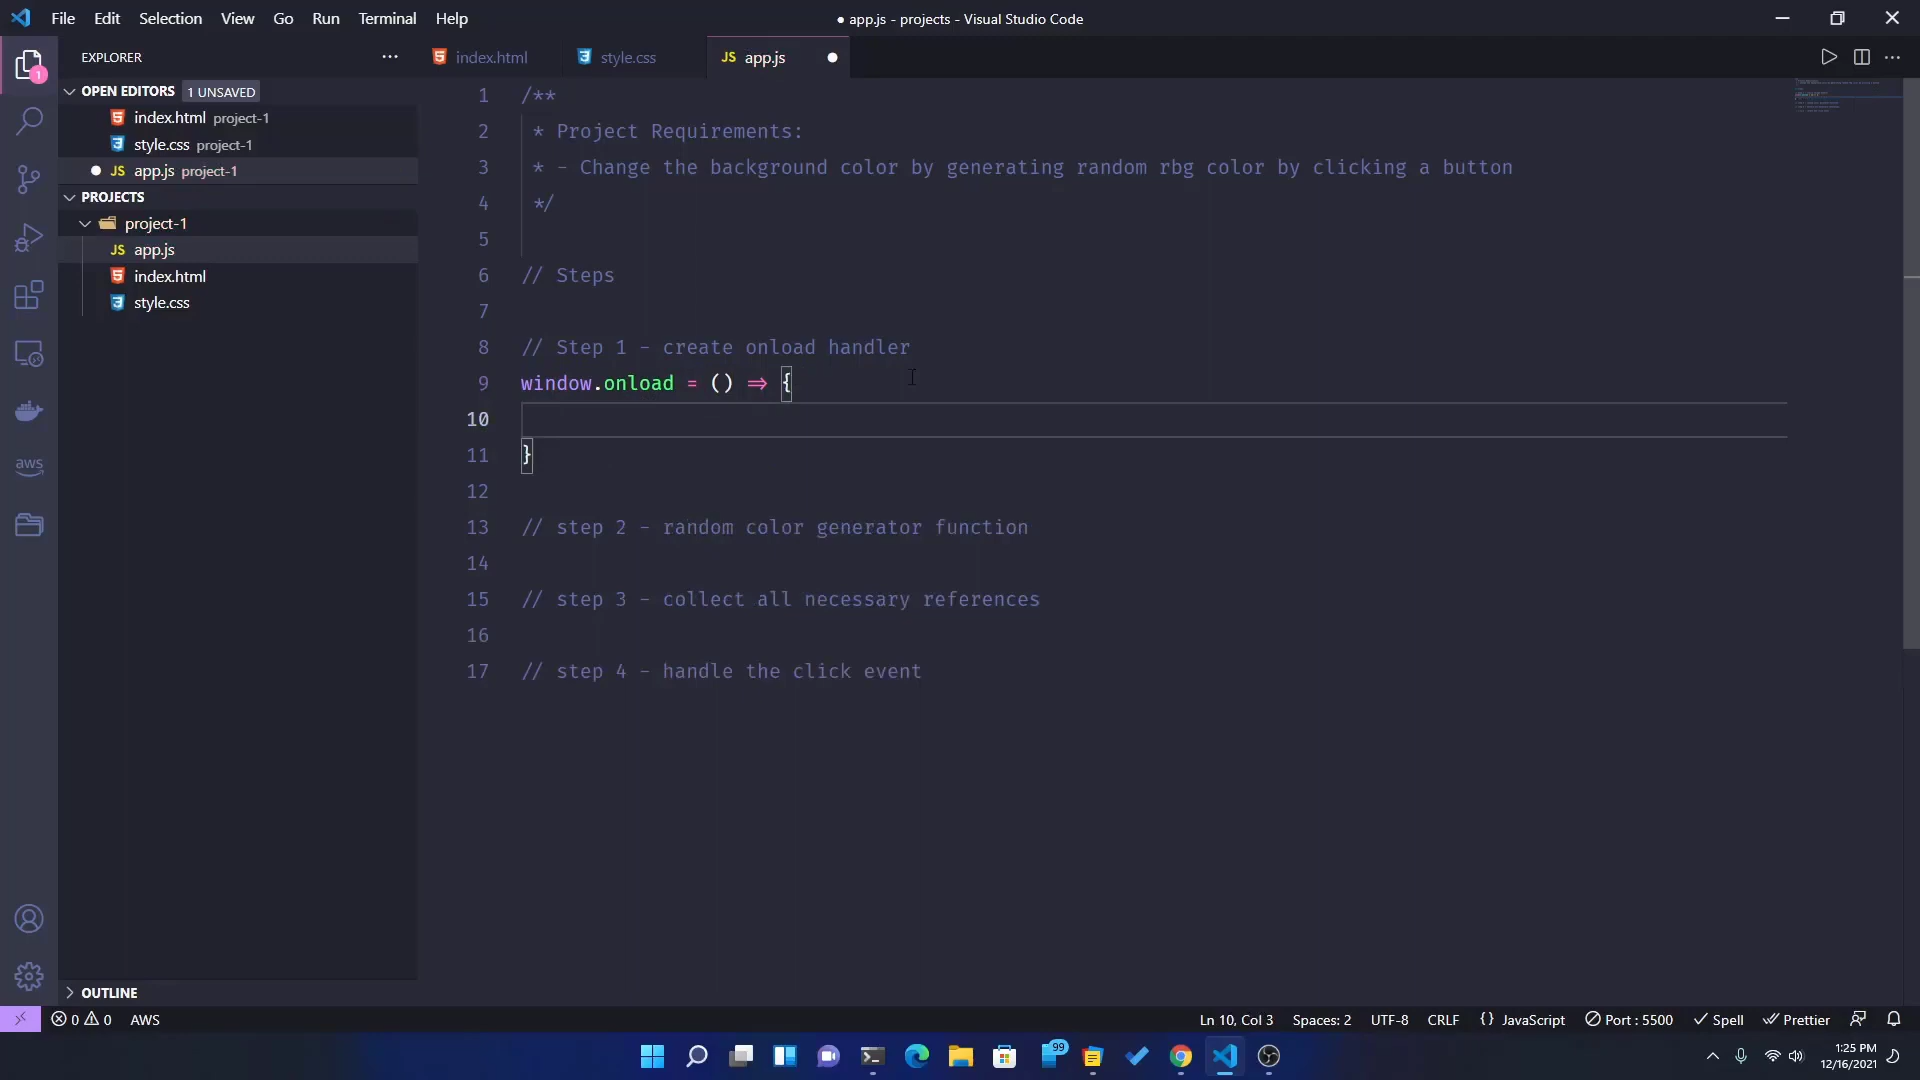 File Edit Selection View Go Run Terminal Help
● app.js - projects - Visual Studio Code
EXPLORER
index.html
style.css
JS app.js
OPEN EDITORS 1 UNSAVED
index.html project-1
style.css project-1
JS app.js project-1
PROJECTS
project-1
JS app.js
index.html
style.css
OUTLINE
1 /**
2 * Project Requirements:
3 * - Change the background color by generating random rbg color by clicking a button
4 */
5
6 // Steps
7
8 // Step 1 - create onload handler
9 window.onload = () => {
10
11 }
12
13 // step 2 - random color generator function
14
15 // step 3 - collect all necessary references
16
17 // step 4 - handle the click event
1
aws
0 0 AWS
Ln 10, Col 3 Spaces: 2 UTF-8 CRLF {} JavaScript Port : 5500 Spell Prettier
99
1:25 PM
12/16/2021